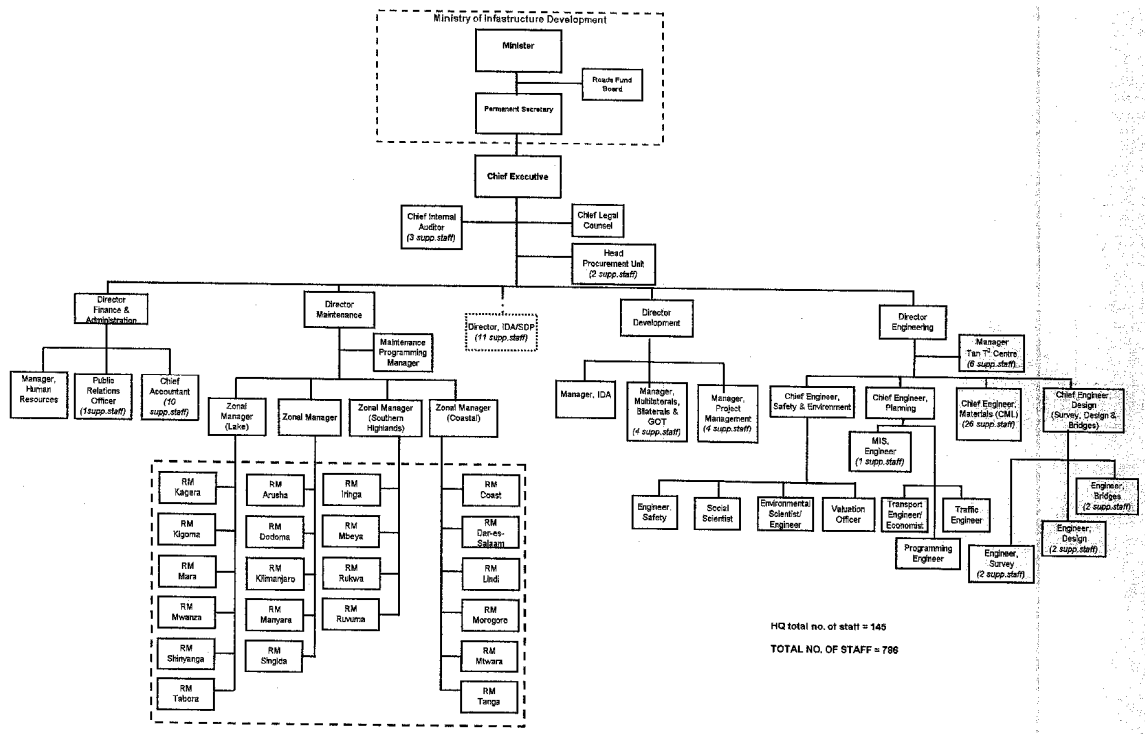 Ministry of Infastructure Development
Minister
Roads Fund
Board
Permanent Secretary
Chief Executive
Chief Internal
Auditor
(3 supp.staff)
Chief Legal
Counsel
Head
Procurement Unit
(2 supp.staff)
Director
Finance &
Administration
Director
Maintenance
Director, IDA/SDP
(11 supp.staff)
Director
Development
Director
Engineering
Maintenance
Programming
Manager
Manager
Tan T² Centre
(6 supp.staff)
Manager,
Human
Resources
Public
Relations
Officer
(1supp.staff)
Chief
Accountant
(10
supp.staff)
Zonal
Manager
(Lake)
Zonal Manager
Zonal Manager
(Southern
Highlands)
Zonal Manager
(Coastal)
Manager, IDA
Manager,
Multilaterals,
Bilaterals &
GOT
(4 supp.staff)
Manager,
Project
Management
(4 supp.staff)
Chief Engineer,
Safety & Environment
Chief Engineer,
Planning
Chief Engineer,
Materials (CML)
(26 supp.staff)
Chief Engineer,
Design
(Survey, Design &
Bridges)
MIS,
Engineer
(1 supp.staff)
Engineer,
Safety
Social
Scientist
Environmental
Scientist/
Engineer
Valuation
Officer
Transport
Engineer/
Economist
Traffic
Engineer
Programming
Engineer
Engineer,
Survey
(2 supp.staff)
Engineer,
Design
(2 supp.staff)
Engineer,
Bridges
(2 supp.staff)
RM
Kagera
RM
Kigoma
RM
Mara
RM
Mwanza
RM
Shinyanga
RM
Tabora
RM
Arusha
RM
Dodoma
RM
Kilimanjaro
RM
Manyara
RM
Singida
RM
Iringa
RM
Mbeya
RM
Rukwa
RM
Ruvuma
RM
Coast
RM
Dar-es-
Salaam
RM
Lindi
RM
Morogoro
RM
Mtwara
RM
Tanga
HQ total no. of staff = 145
TOTAL NO. OF STAFF = 786